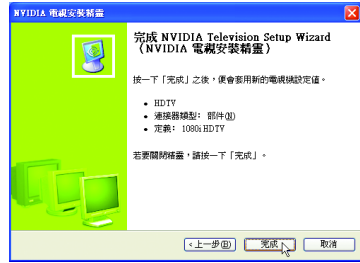 NVIDIA 電視安裝精靈
完成 NVIDIA Television Setup Wizard
（NVIDIA 電視安裝精靈）
按一下「完成」之後，便會套用新的電視機設定值。
• HDTV
• 連接器類型： 部件(N)
• 定義： 1080i HDTV
若要關閉精靈，請按一下「完成」。
<上一步(B)
完成
取消